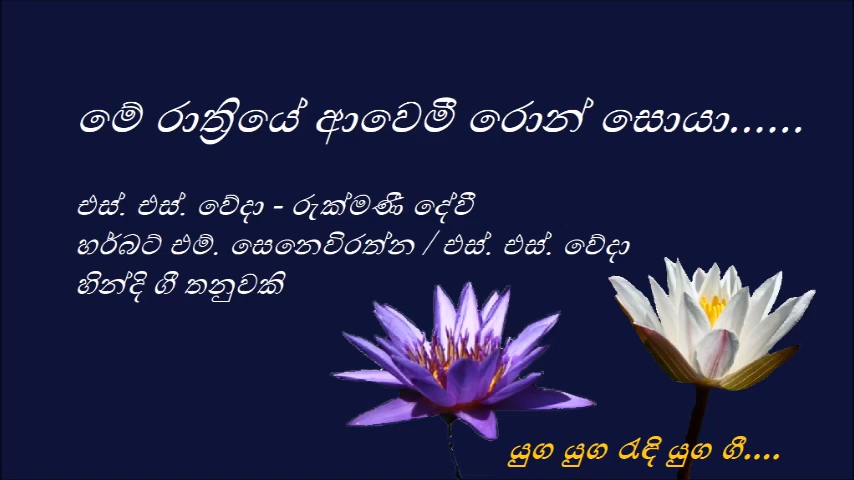 මේ රාත්‍රියේ ආවෙමී රොන් සොයා......
එස්. එස්. වේදා - රුක්මණී දේවී
හර්බට් එම්. සෙනෙවිරත්න / එස්. එස්. වේදා
හින්දි ගී තනුවකි
යුග යුග රැඳි යුග ගී....